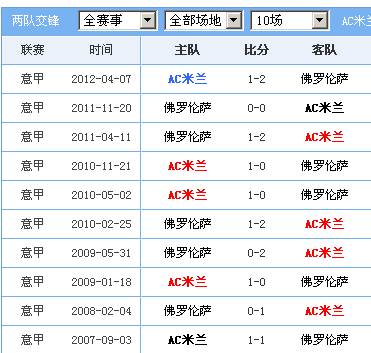 两队交锋 全赛事 全部场地 10场 AC米
联赛 时间 主队 比分 客队
意甲 2012-04-07 AC米兰 1-2 佛罗伦萨
意甲 2011-11-20 佛罗伦萨 0-0 AC米兰
意甲 2011-04-11 佛罗伦萨 1-2 AC米兰
意甲 2010-11-21 AC米兰 1-0 佛罗伦萨
意甲 2010-05-02 AC米兰 1-0 佛罗伦萨
意甲 2010-02-25 佛罗伦萨 1-2 AC米兰
意甲 2009-05-31 佛罗伦萨 0-2 AC米兰
意甲 2009-01-18 AC米兰 1-0 佛罗伦萨
意甲 2008-02-04 佛罗伦萨 0-1 AC米兰
意甲 2007-09-03 AC米兰 1-1 佛罗伦萨